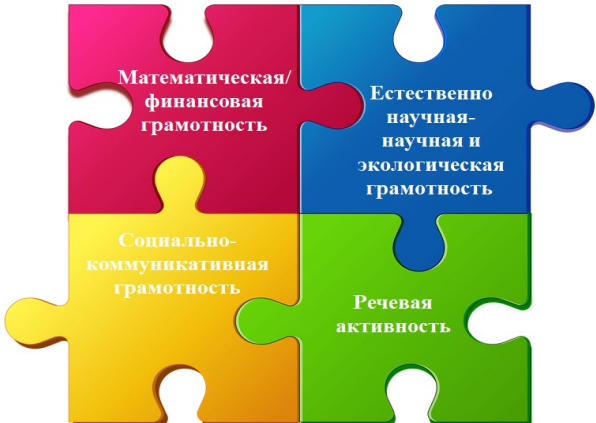 Математическая/
финансовая
грамотность
Естественно
научная-
научная и
экологическая
грамотность
Социально-
коммуникативная
грамотность
Речевая
активность